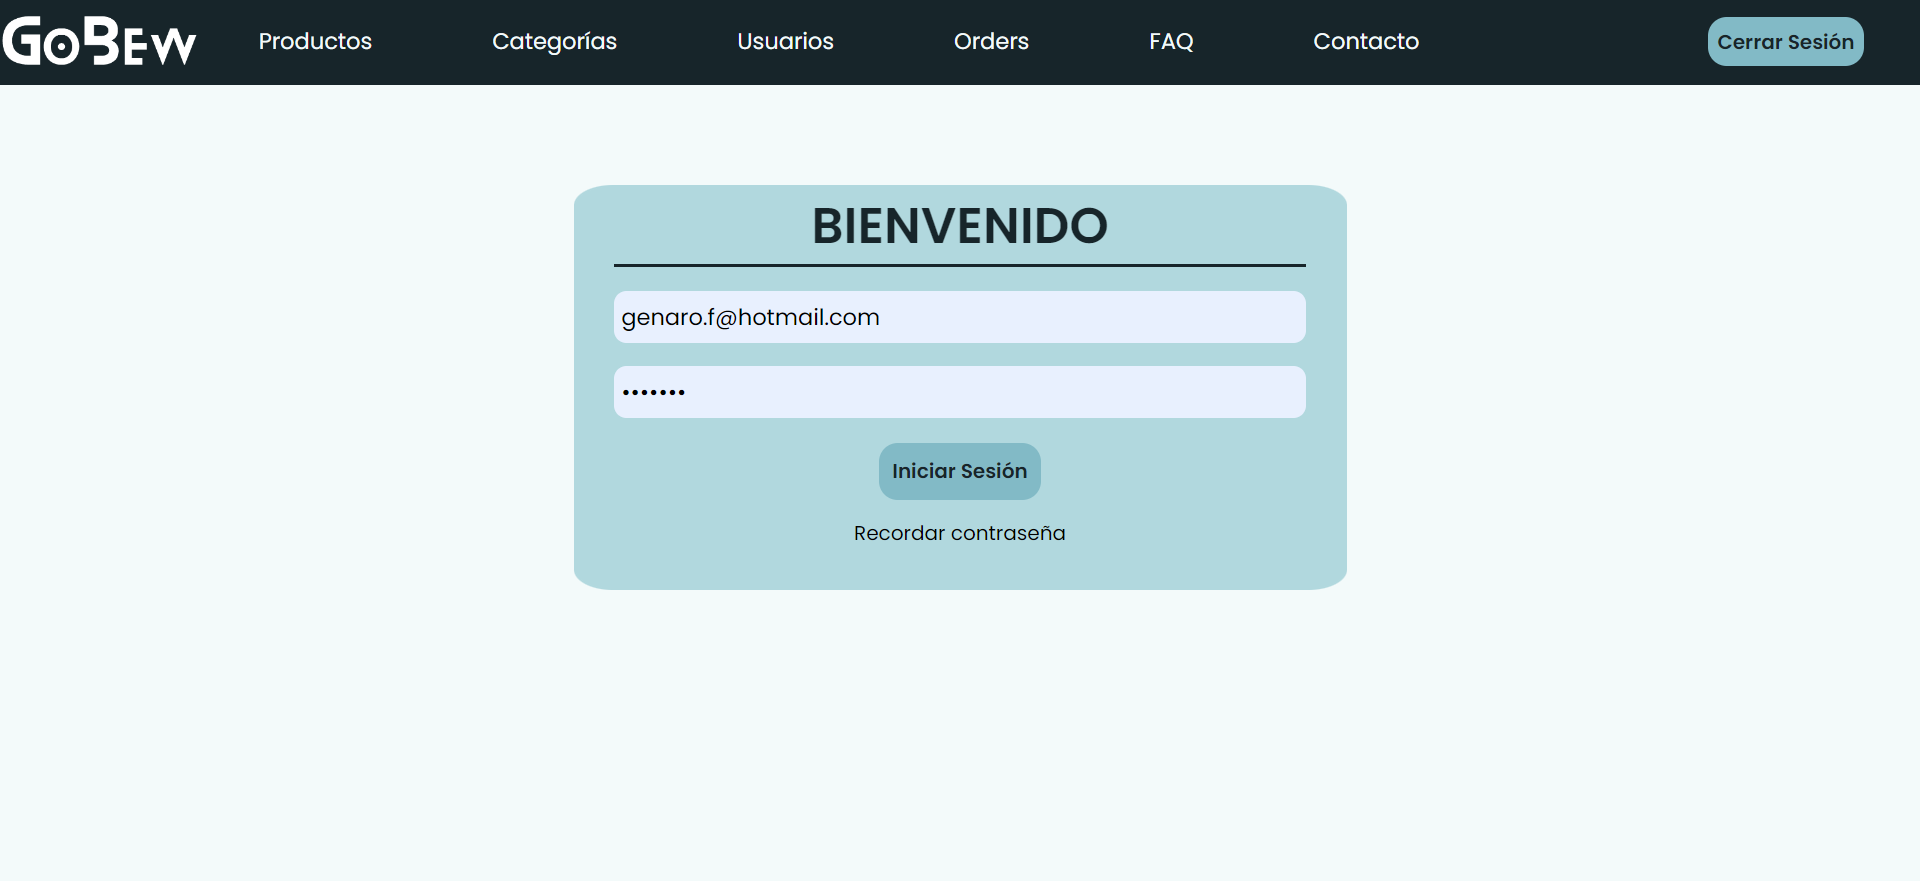 GoBew Productos Categorías Usuarios Orders FAQ Contacto Cerrar Sesión
BIENVENIDO
genaro.f@hotmail.com
•••••••
Iniciar Sesión
Recordar contraseña